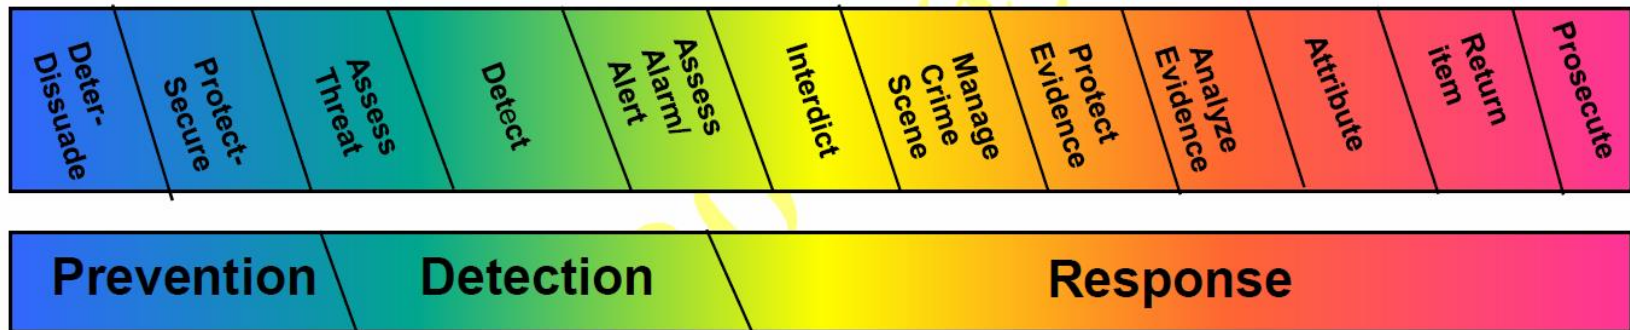 Deter-
Dissuade
Protect-
Secure
Assess
Threat
Detect
Assess
Alarm/
Alert
Interdict
Manage
Crime
Scene
Protect
Evidence
Analyze
Evidence
Attribute
Return
item
Prosecute
Prevention
Detection
Response